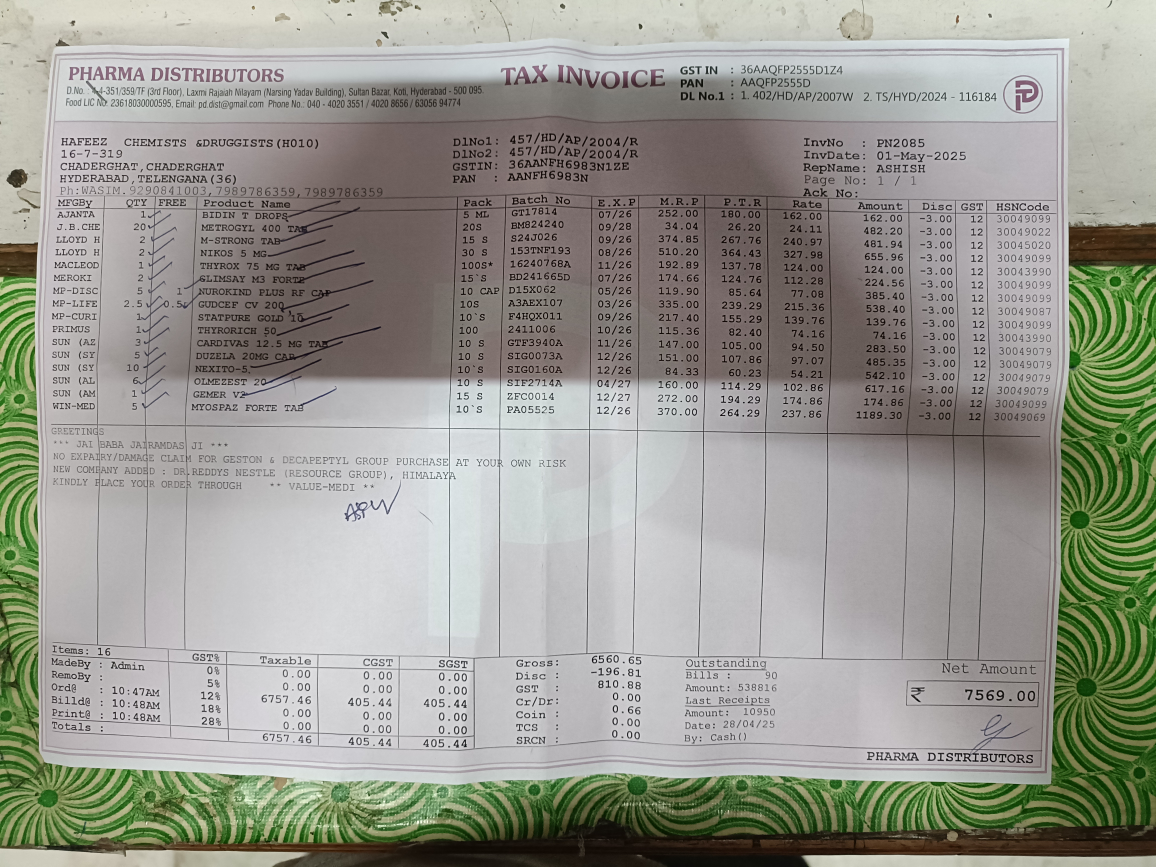 PHARMA DISTRIBUTORS
D.No. : 4-4-351/359/TF (3rd Floor), Laxmi Rajaiah Nilayam (Narsing Yadav Building), Sultan Bazar, Koti, Hyderabad - 500 095.
Food LIC No. 23618030000595, Email: pd.dist@gmail.com Phone No.: 040 - 4020 3551 / 4020 8656 / 63056 94774
TAX INVOICE
GST IN : 36AAQFP2555D1Z4
PAN : AAQFP2555D
DL No.1 : 1. 402/HD/AP/2007W 2. TS/HYD/2024 - 116184
HAFEEZ CHEMISTS &DRUGGISTS(H010)
16-7-319
CHADERGHAT,CHADERGHAT
HYDERABAD,TELENGANA(36)
Ph:WASIM.9290841003,7989786359,7989786359
DlNo1: 457/HD/AP/2004/R
DlNo2: 457/HD/AP/2004/R
GSTIN: 36AANFH6983N1ZE
PAN : AANFH6983N
InvNo : PN2085
InvDate: 01-May-2025
RepName: ASHISH
Page No: 1 / 1
Ack No:
MFGBy QTY FREE Product Name Pack Batch No E.X.P M.R.P P.T.R Rate Amount Disc GST HSNCode
AJANTA 1 BIDIN T DROPS 5 ML GT17814 07/26 252.00 180.00 162.00 162.00 -3.00 12 30049099
J.B.CHE 20 METROGYL 400 TAB 20S BM824240 09/28 34.04 26.20 24.11 482.20 -3.00 12 30049022
LLOYD H 2 M-STRONG TAB 15 S S24J026 09/26 374.85 267.76 240.97 481.94 -3.00 12 30045020
LLOYD H 2 NIKOS 5 MG 30 S 153TNF193 08/26 510.20 364.43 327.98 655.96 -3.00 12 30049099
MACLEOD 1 THYROX 75 MG TAB 100S* 16240768A 11/26 192.89 137.78 124.00 124.00 -3.00 12 30043990
MEROKI 2 GLIMSAY M3 FORTE 15`S BD241665D 07/26 174.66 124.76 112.28 224.56 -3.00 12 30049099
MP-DISC 5 1 NUROKIND PLUS RF CAP 10 CAP D15X062 05/26 119.90 85.64 77.08 385.40 -3.00 12 30049099
MP-LIFE 2.5 0.5 GUDCEF CV 200 10S A3AEX107 03/26 335.00 239.29 215.36 538.40 -3.00 12 30049087
MP-CURI 1 STATPURE GOLD 10 10`S F4HQX011 09/26 217.40 155.29 139.76 139.76 -3.00 12 30049099
PRIMUS 1 THYRORICH 50 100 2411006 10/26 115.36 82.40 74.16 74.16 -3.00 12 30043990
SUN (AZ 3 CARDIVAS 12.5 MG TAB 10 S GTF3940A 11/26 147.00 105.00 94.50 283.50 -3.00 12 30049079
SUN (SY 5 DUZELA 20MG CAP 10 S SIG0073A 12/26 151.00 107.86 97.07 485.35 -3.00 12 30049079
SUN (SY 10 NEXITO-5 10`S SIG0160A 12/26 84.33 60.23 54.21 542.10 -3.00 12 30049079
SUN (AL 6 OLMEZEST 20 10 S SIF2714A 04/27 160.00 114.29 102.86 617.16 -3.00 12 30049079
SUN (AM 1 GEMER V2 15 S ZFC0014 12/27 272.00 194.29 174.86 174.86 -3.00 12 30049099
WIN-MED 5 MYOSPAZ FORTE TAB 10`S PA05525 12/26 370.00 264.29 237.86 1189.30 -3.00 12 30049069
GREETINGS
*** JAI BABA JAIRAMDAS JI ***
NO EXPAIRY/DAMAGE CLAIM FOR GESTON & DECAPEPTYL GROUP PURCHASE AT YOUR OWN RISK
NEW COMPANY ADDED : DR.REDDYS NESTLE (RESOURCE GROUP), HIMALAYA
KINDLY PLACE YOUR ORDER THROUGH ** VALUE-MEDI **
Items: 16
MadeBy : Admin
RemoBy :
Ord@ : 10:47AM
Billd@ : 10:48AM
Print@ : 10:48AM
Totals :
GST% Taxable CGST SGST
0% 0.00 0.00 0.00
5% 0.00 0.00 0.00
12% 6757.46 405.44 405.44
18% 0.00 0.00 0.00
28% 0.00 0.00 0.00
6757.46 405.44 405.44
Gross: 6560.65
Disc : -196.81
GST : 810.88
Cr/Dr: 0.00
Coin : 0.66
TCS : 0.00
SRCN : 0.00
Outstanding
Bills : 90
Amount: 538816
Last Receipts
Amount: 10950
Date: 28/04/25
By: Cash()
Net Amount
₹ 7569.00
PHARMA DISTRIBUTORS